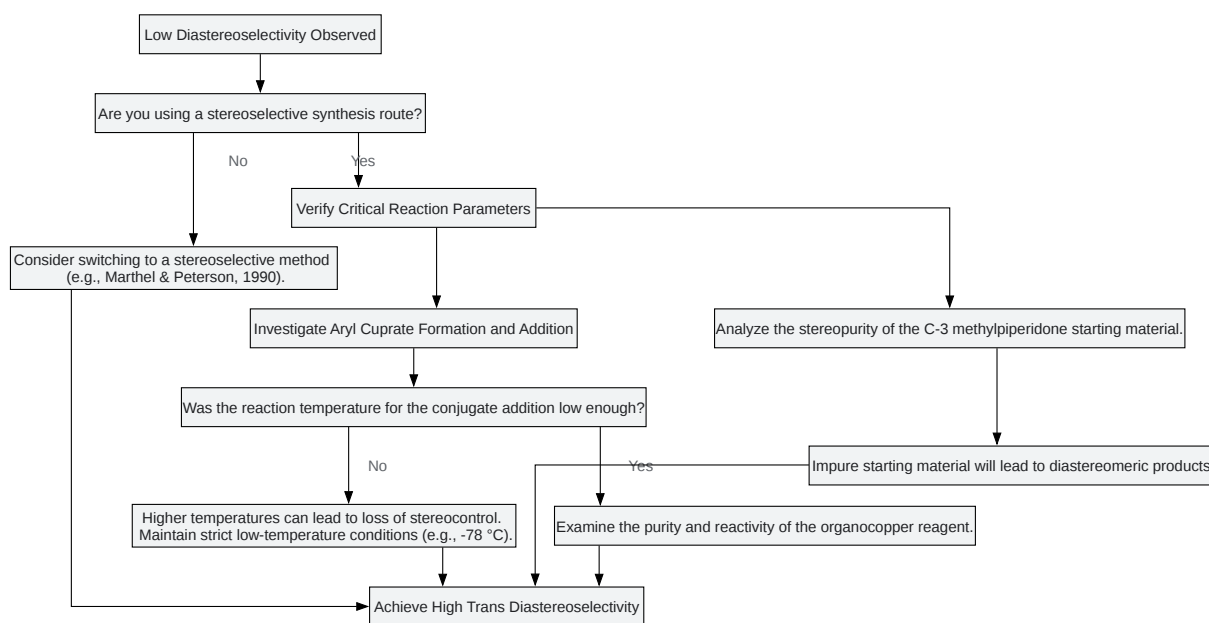 Low Diastereoselectivity Observed
Are you using a stereoselective synthesis route?
No
Yes
Verify Critical Reaction Parameters
Consider switching to a stereoselective method
(e.g., Marthel & Peterson, 1990).
Investigate Aryl Cuprate Formation and Addition
Analyze the stereopurity of the C-3 methylpiperidone starting material.
Was the reaction temperature for the conjugate addition low enough?
No
Yes
Impure starting material will lead to diastereomeric products
Higher temperatures can lead to loss of stereocontrol.
Maintain strict low-temperature conditions (e.g., -78 °C).
Examine the purity and reactivity of the organocopper reagent.
Achieve High Trans Diastereoselectivity